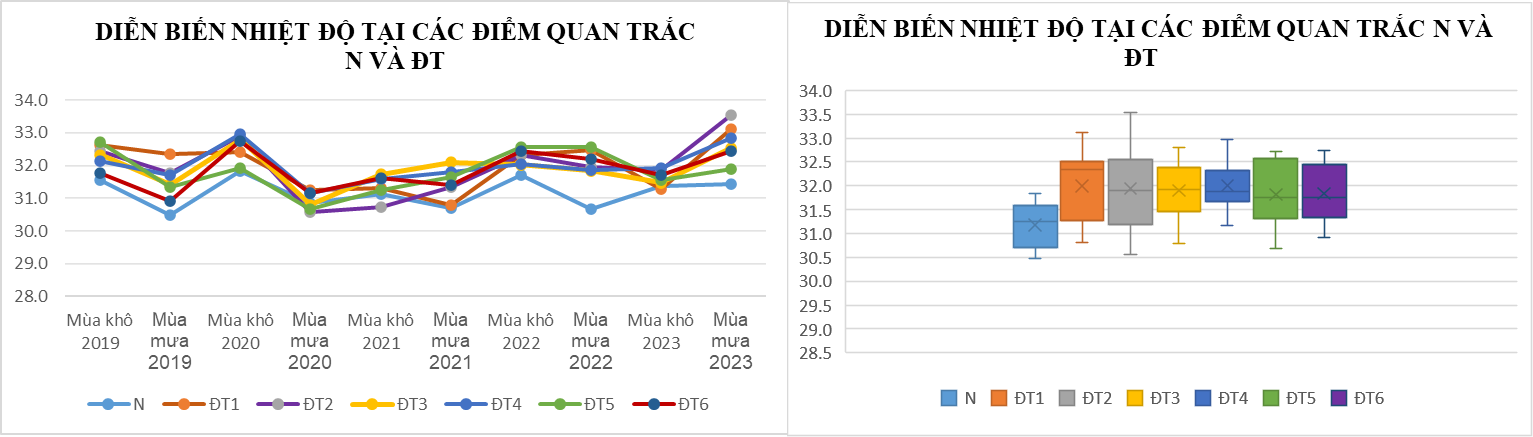 DIỄN BIẾN NHIỆT ĐỘ TẠI CÁC ĐIỂM QUAN TRẮC
N VÀ ĐT
34.0
33.0
32.0
31.0
30.0
29.0
28.0
Mùa khô 2019
Mùa mưa 2019
Mùa khô 2020
Mùa mưa 2020
Mùa khô 2021
Mùa mưa 2021
Mùa khô 2022
Mùa mưa 2022
Mùa khô 2023
Mùa mưa 2023
N ĐT1 ĐT2 ĐT3 ĐT4 ĐT5 ĐT6
DIỄN BIẾN NHIỆT ĐỘ TẠI CÁC ĐIỂM QUAN TRẮC N VÀ
ĐT
34.0
33.5
33.0
32.5
32.0
31.5
31.0
30.5
30.0
29.5
29.0
28.5
N ĐT1 ĐT2 ĐT3 ĐT4 ĐT5 ĐT6